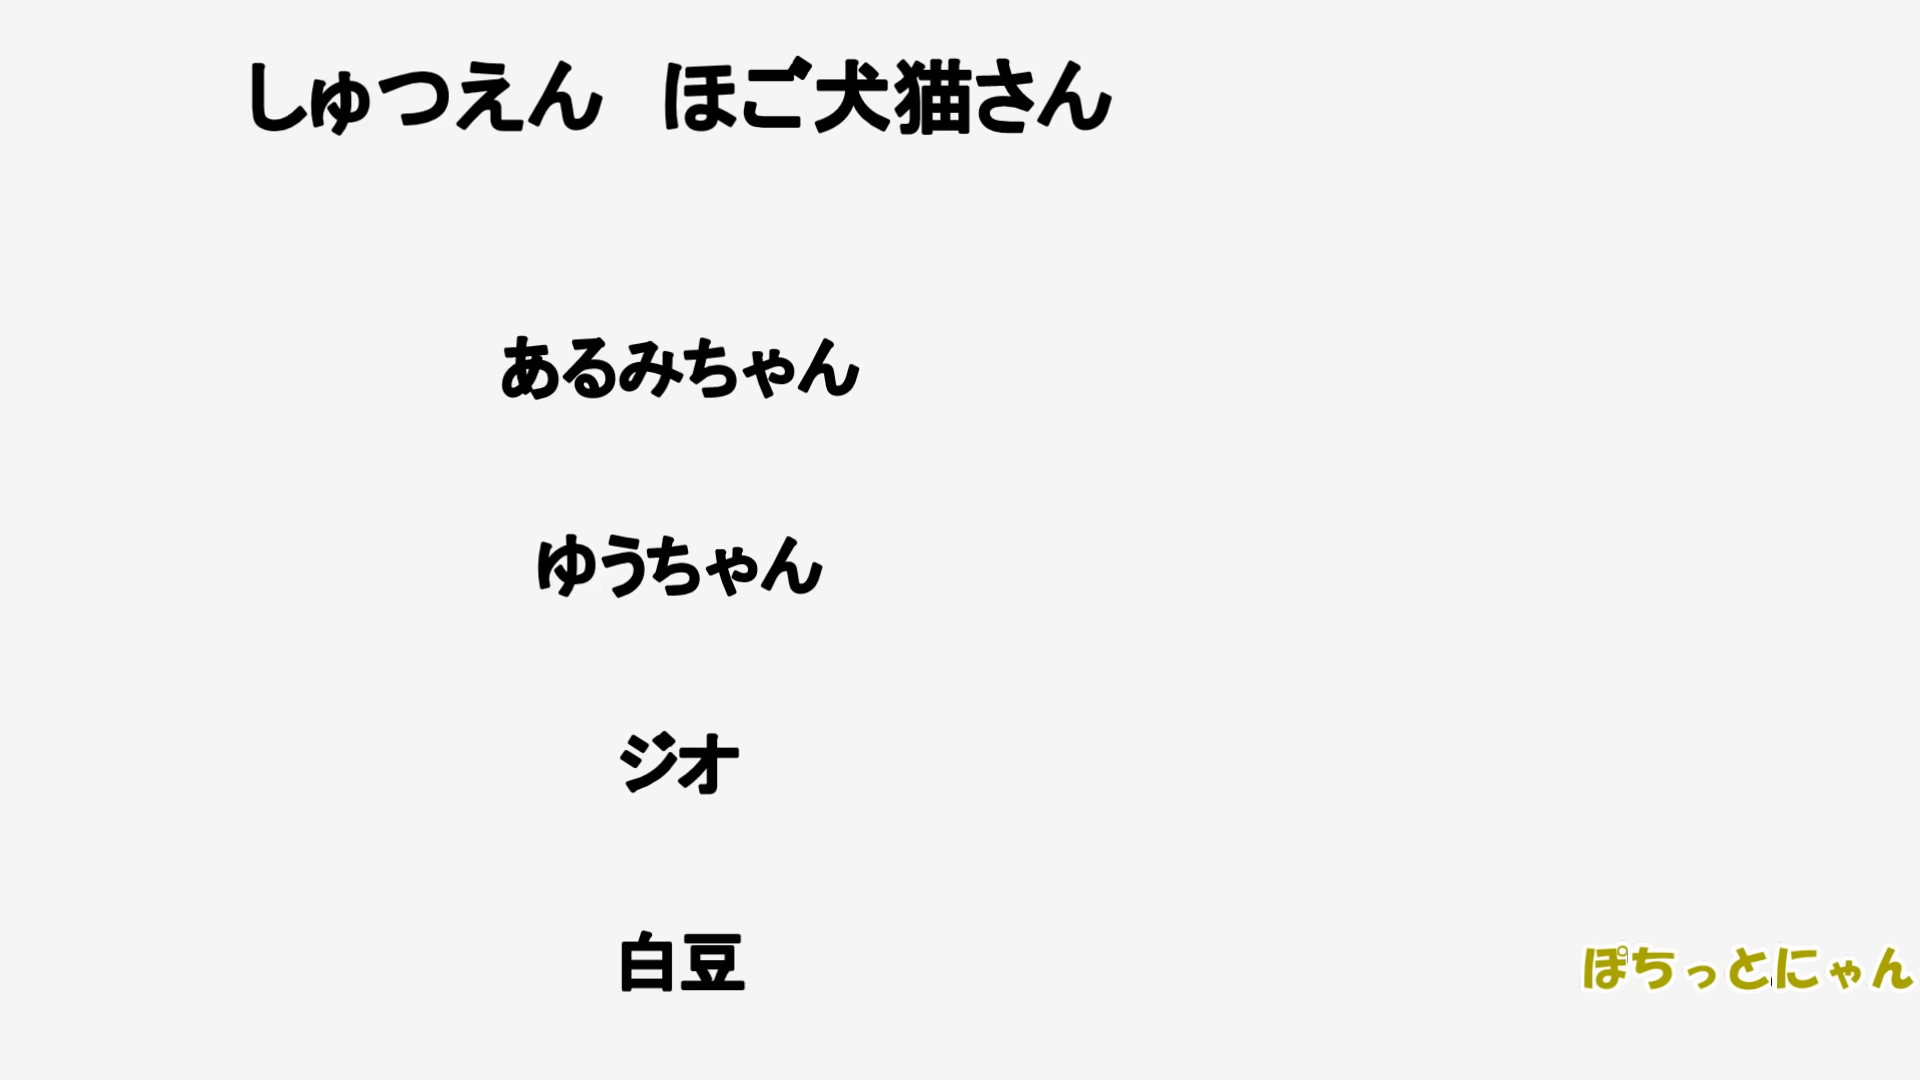 しゅつえん　ほご犬猫さん
あるみちゃん
ゆうちゃん
ジオ
白豆
ぽちっとにゃん